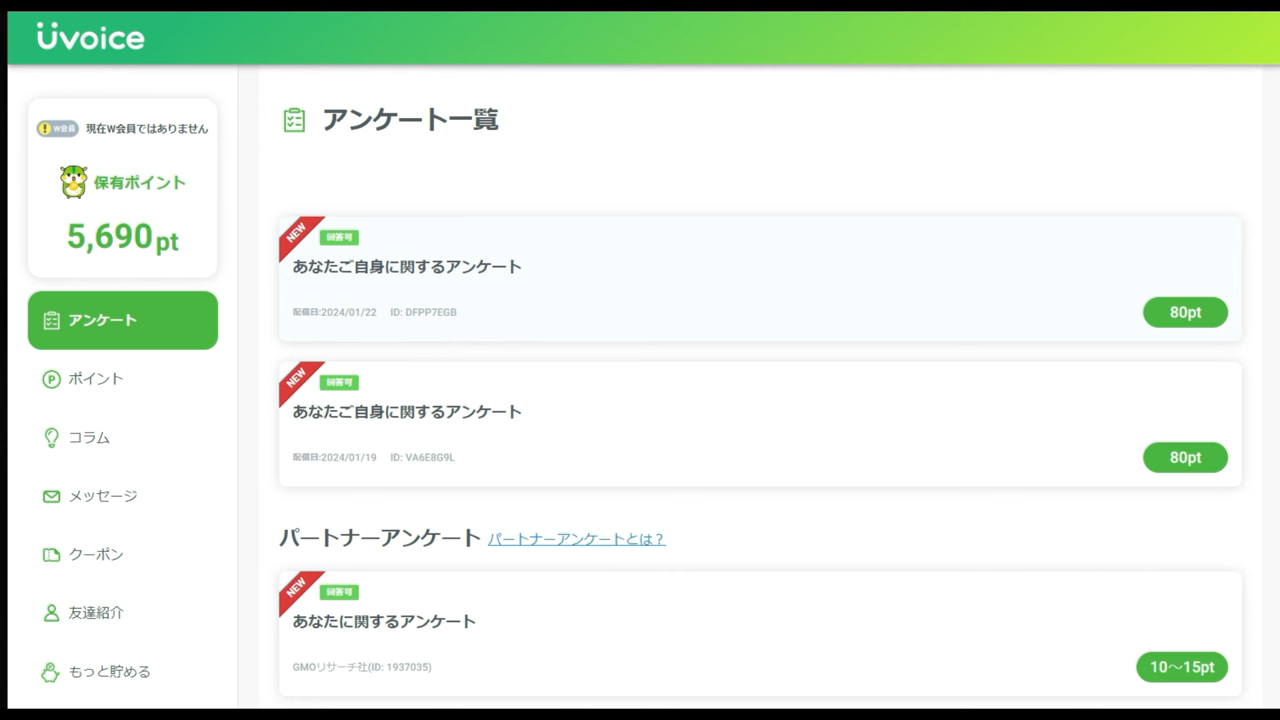 Uvoice
W会員 現在W会員ではありません
保有ポイント
5,690pt
アンケート
ポイント
コラム
メッセージ
クーポン
友達紹介
もっと貯める
アンケート一覧
NEW 回答可
あなたご自身に関するアンケート
配信日:2024/01/22 ID: DFPP7EGB
80pt
NEW 回答可
あなたご自身に関するアンケート
配信日:2024/01/19 ID: VA6E8G9L
80pt
パートナーアンケート パートナーアンケートとは？
NEW 回答可
あなたに関するアンケート
GMOリサーチ社(ID: 1937035)
10〜15pt